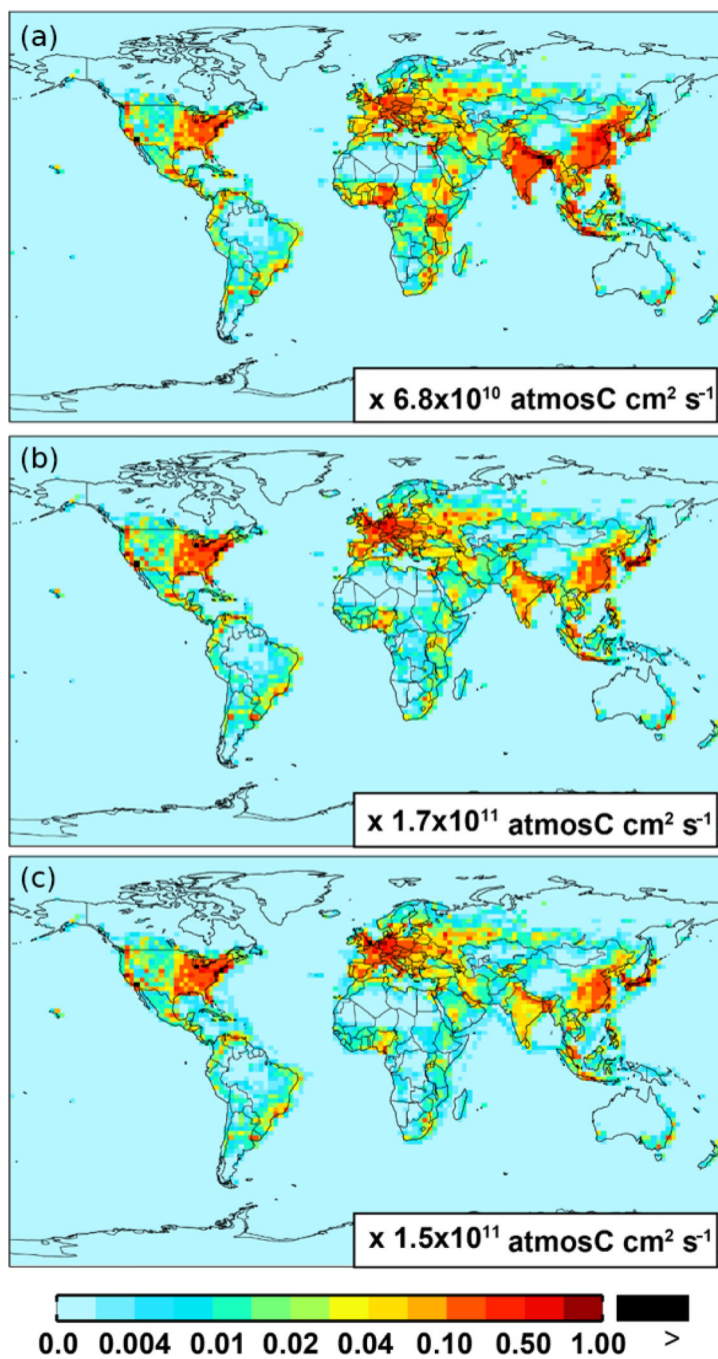 (a)
x 6.8x10¹⁰ atmosC cm² s⁻¹
(b)
x 1.7x10¹¹ atmosC cm² s⁻¹
(c)
x 1.5x10¹¹ atmosC cm² s⁻¹
0.0 0.004 0.01 0.02 0.04 0.10 0.50 1.00 >